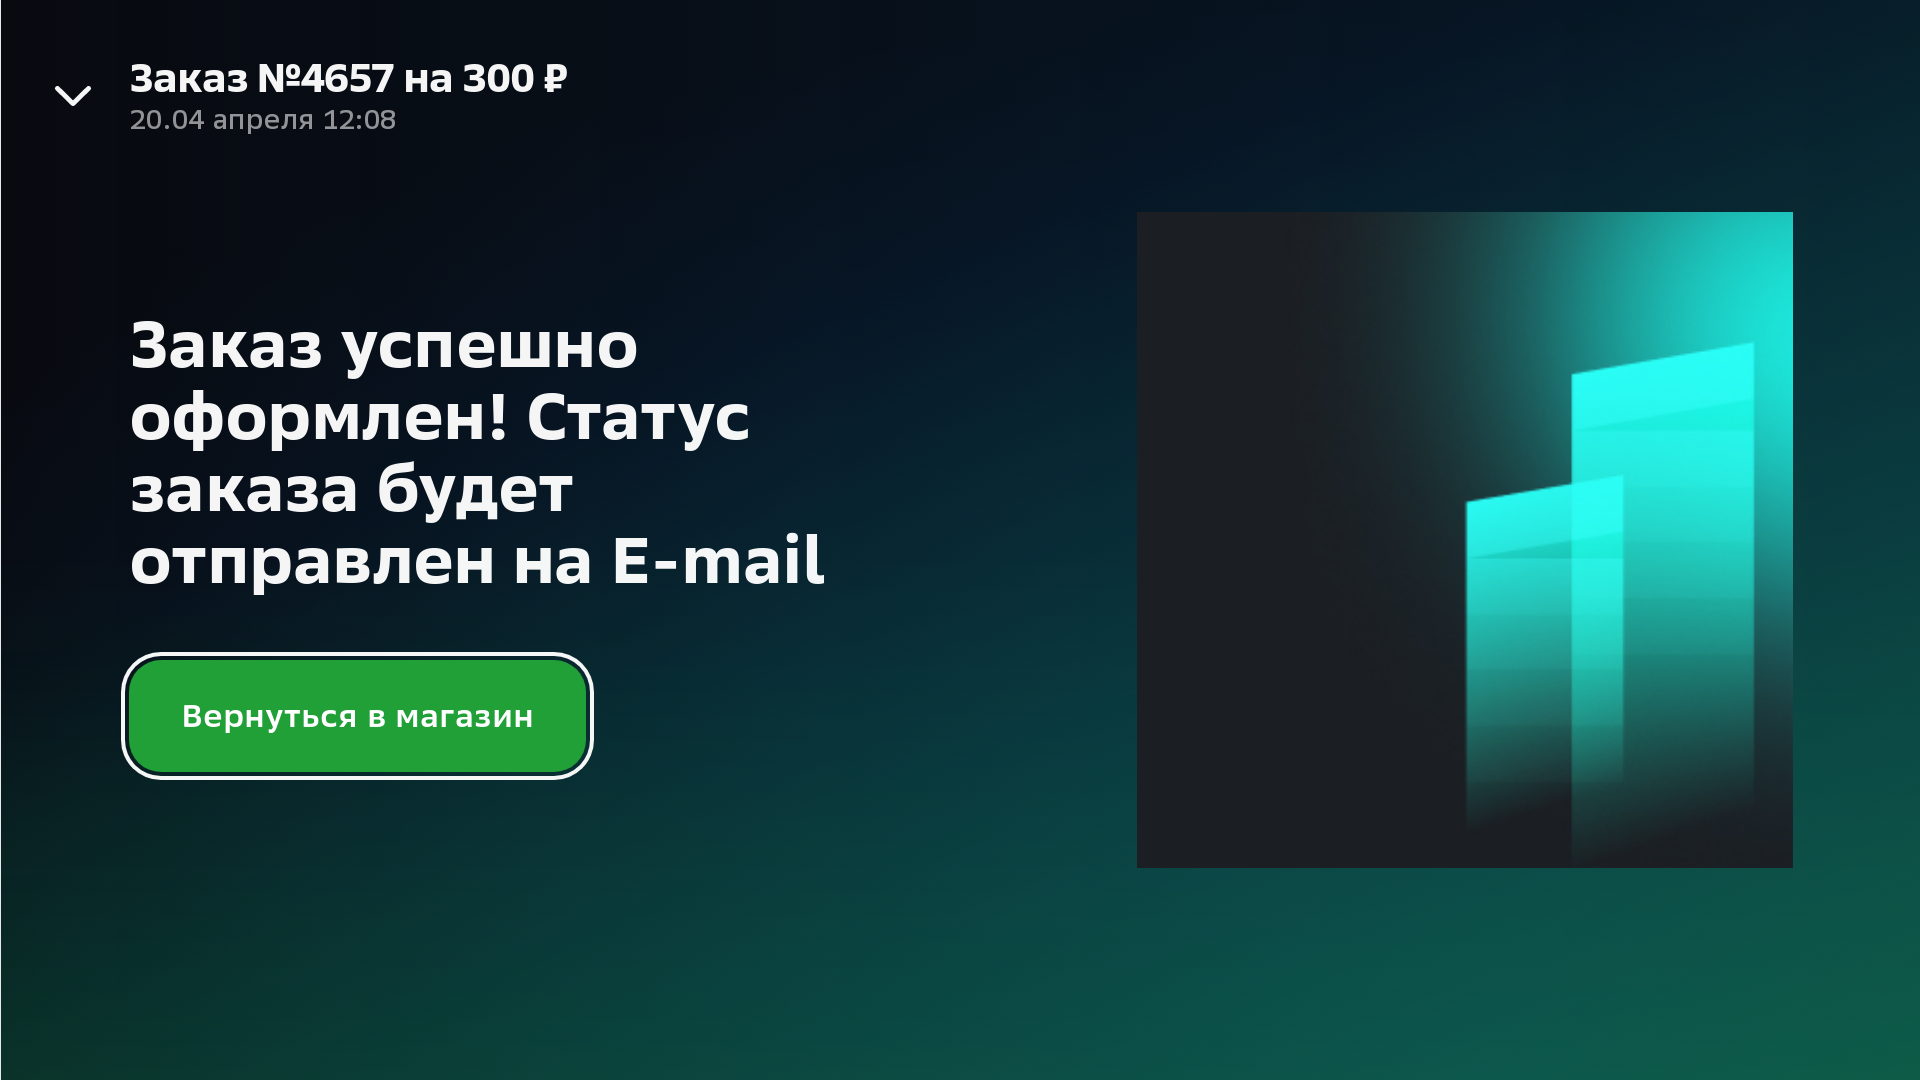 Заказ №4657 на 300 ₽
20.04 апреля 12:08
Заказ успешно
оформлен! Статус
заказа будет
отправлен на E-mail
Вернуться в магазин